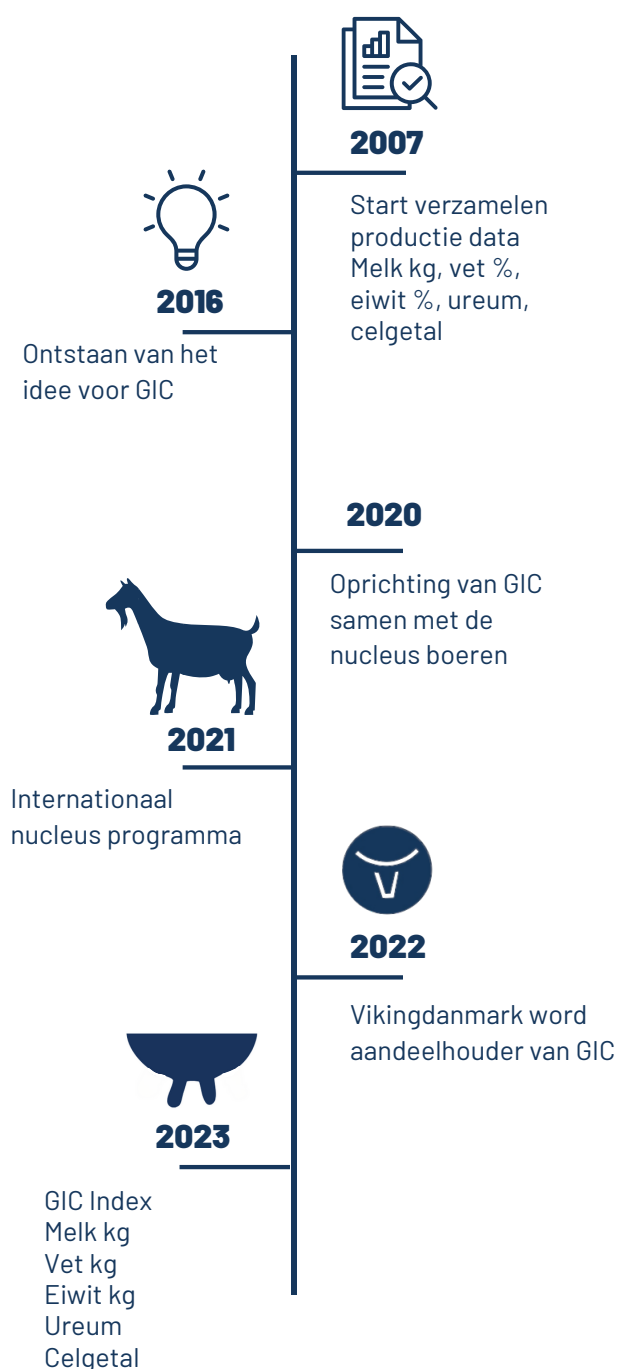 2007
Start verzamelen
productie data
Melk kg, vet %,
eiwit %, ureum,
celgetal
2016
Ontstaan van het
idee voor GIC
2020
Oprichting van GIC
samen met de
nucleus boeren
2021
Internationaal
nucleus programma
2022
Vikingdanmark word
aandeelhouder van GIC
2023
GIC Index
Melk kg
Vet kg
Eiwit kg
Ureum
Celgetal